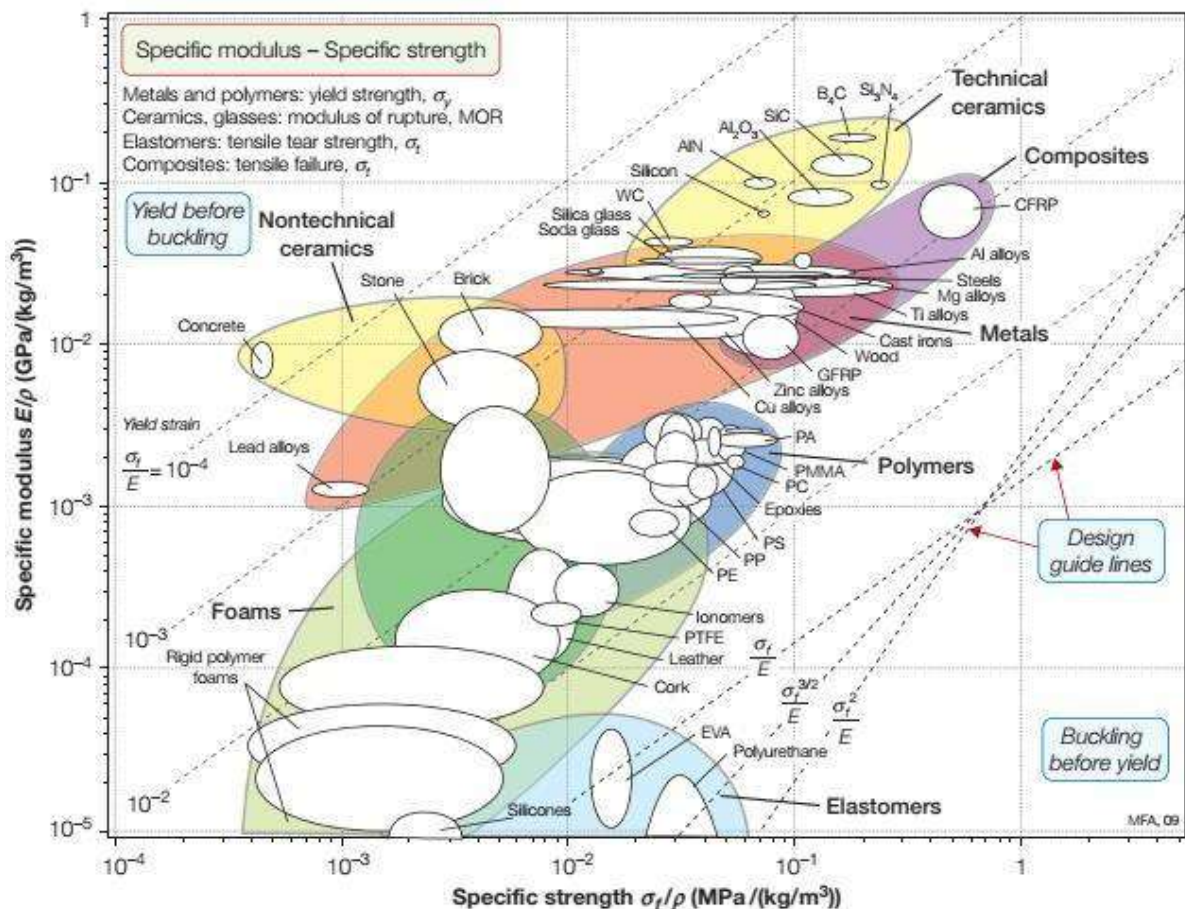 Specific modulus – Specific strength
Metals and polymers: yield strength, σy
Ceramics, glasses: modulus of rupture, MOR
Elastomers: tensile tear strength, σt
Composites: tensile failure, σt
Yield before
buckling
Nontechnical
ceramics
Technical
ceramics
Composites
B4C
Si3N4
SiC
Al2O3
AlN
Silicon
WC
Silica glass
Soda glass
CFRP
Al alloys
Steels
Mg alloys
Ti alloys
Metals
Cast irons
Wood
GFRP
Zinc alloys
Cu alloys
Stone
Brick
Concrete
Yield strain
σf/E = 10⁻⁴
Lead alloys
PA
Polymers
PMMA
PC
Epoxies
PS
PP
PE
Design
guide lines
Foams
10⁻³
Ionomers
PTFE
Leather
Cork
Rigid polymer
foams
σf/E
σf^3/2/E
σf^2/E
EVA
Polyurethane
Buckling
before yield
10⁻²
Silicones
Elastomers
MFA, 09
1
10⁻¹
10⁻²
10⁻³
10⁻⁴
10⁻⁵
Specific modulus E/ρ (GPa/(kg/m³))
10⁻⁴ 10⁻³ 10⁻² 10⁻¹ 1
Specific strength σf/ρ (MPa/(kg/m³))